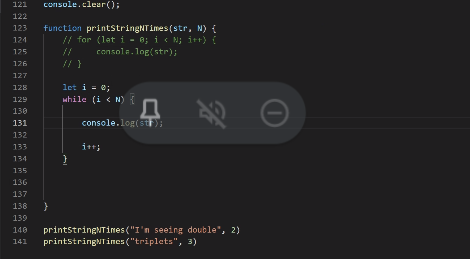 121 console.clear();
122
123 function printStringNTimes(str, N) {
124 // for (let i = 0; i < N; i++) {
125 //     console.log(str);
126 // }
127
128 let i = 0;
129 while (i < N) {
130
131 console.log(str);
132
133 i++;
134 }
135
136
137
138 }
139
140 printStringNTimes("I'm seeing double", 2)
141 printStringNTimes("triplets", 3)